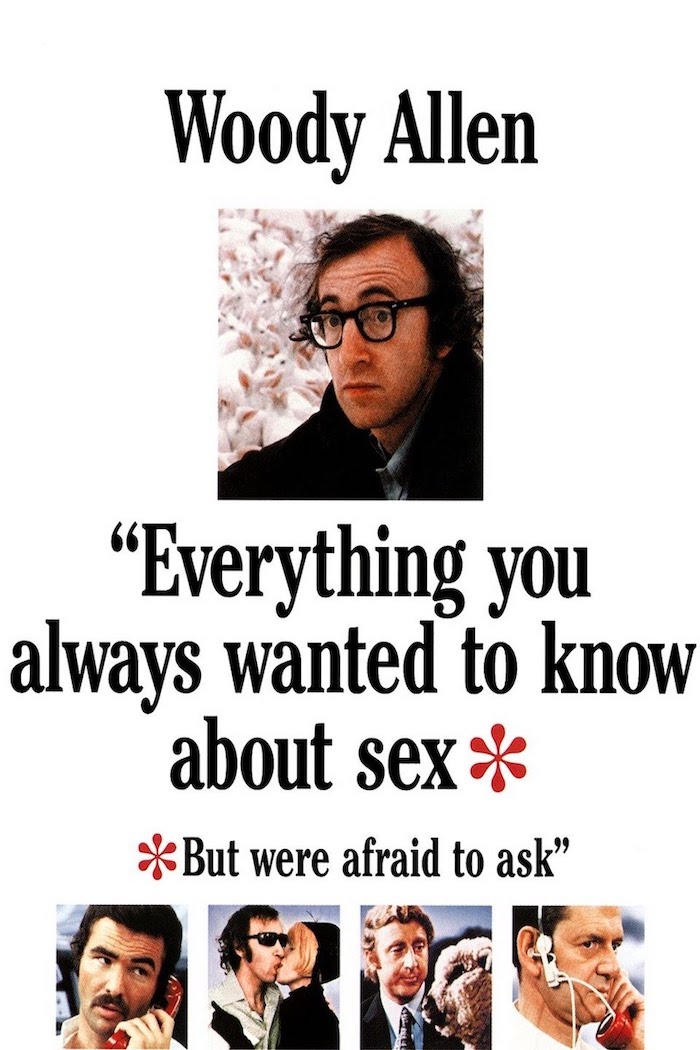 Woody Allen
“Everything you
always wanted to know
about sex*
*But were afraid to ask”